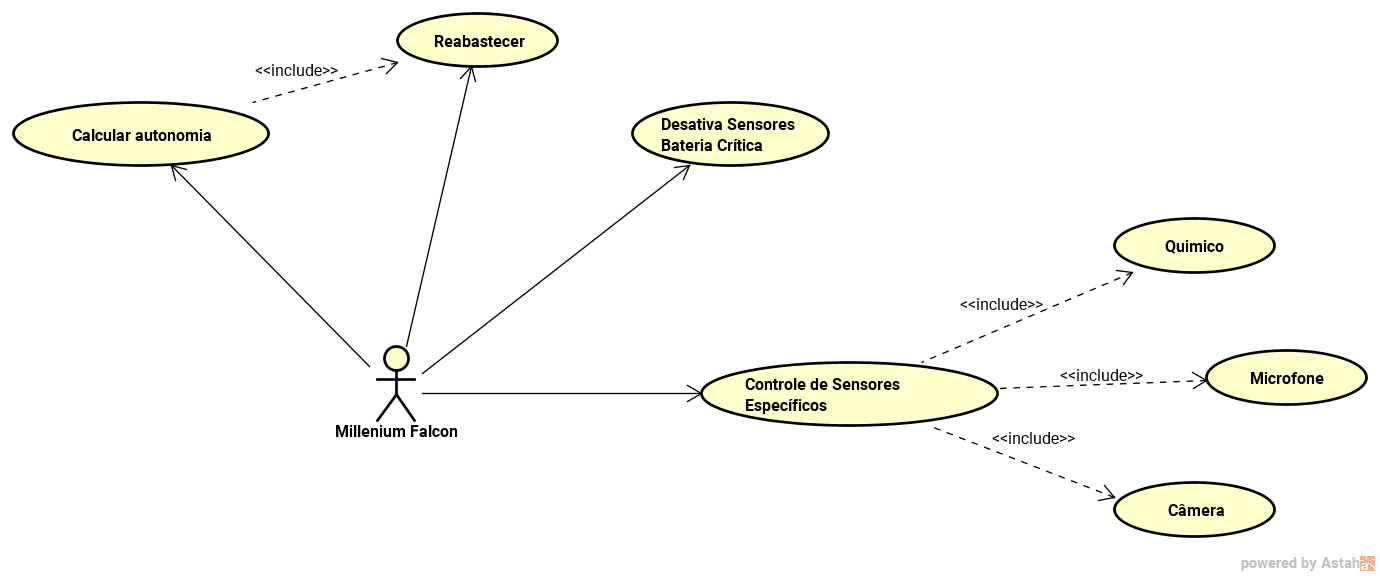 Reabastecer
<<include>>
Calcular autonomia
Desativa Sensores
Bateria Crítica
Quimico
<<include>>
Microfone
<<include>>
Controle de Sensores
Específicos
Millenium Falcon
<<include>>
Câmera
powered by Astah